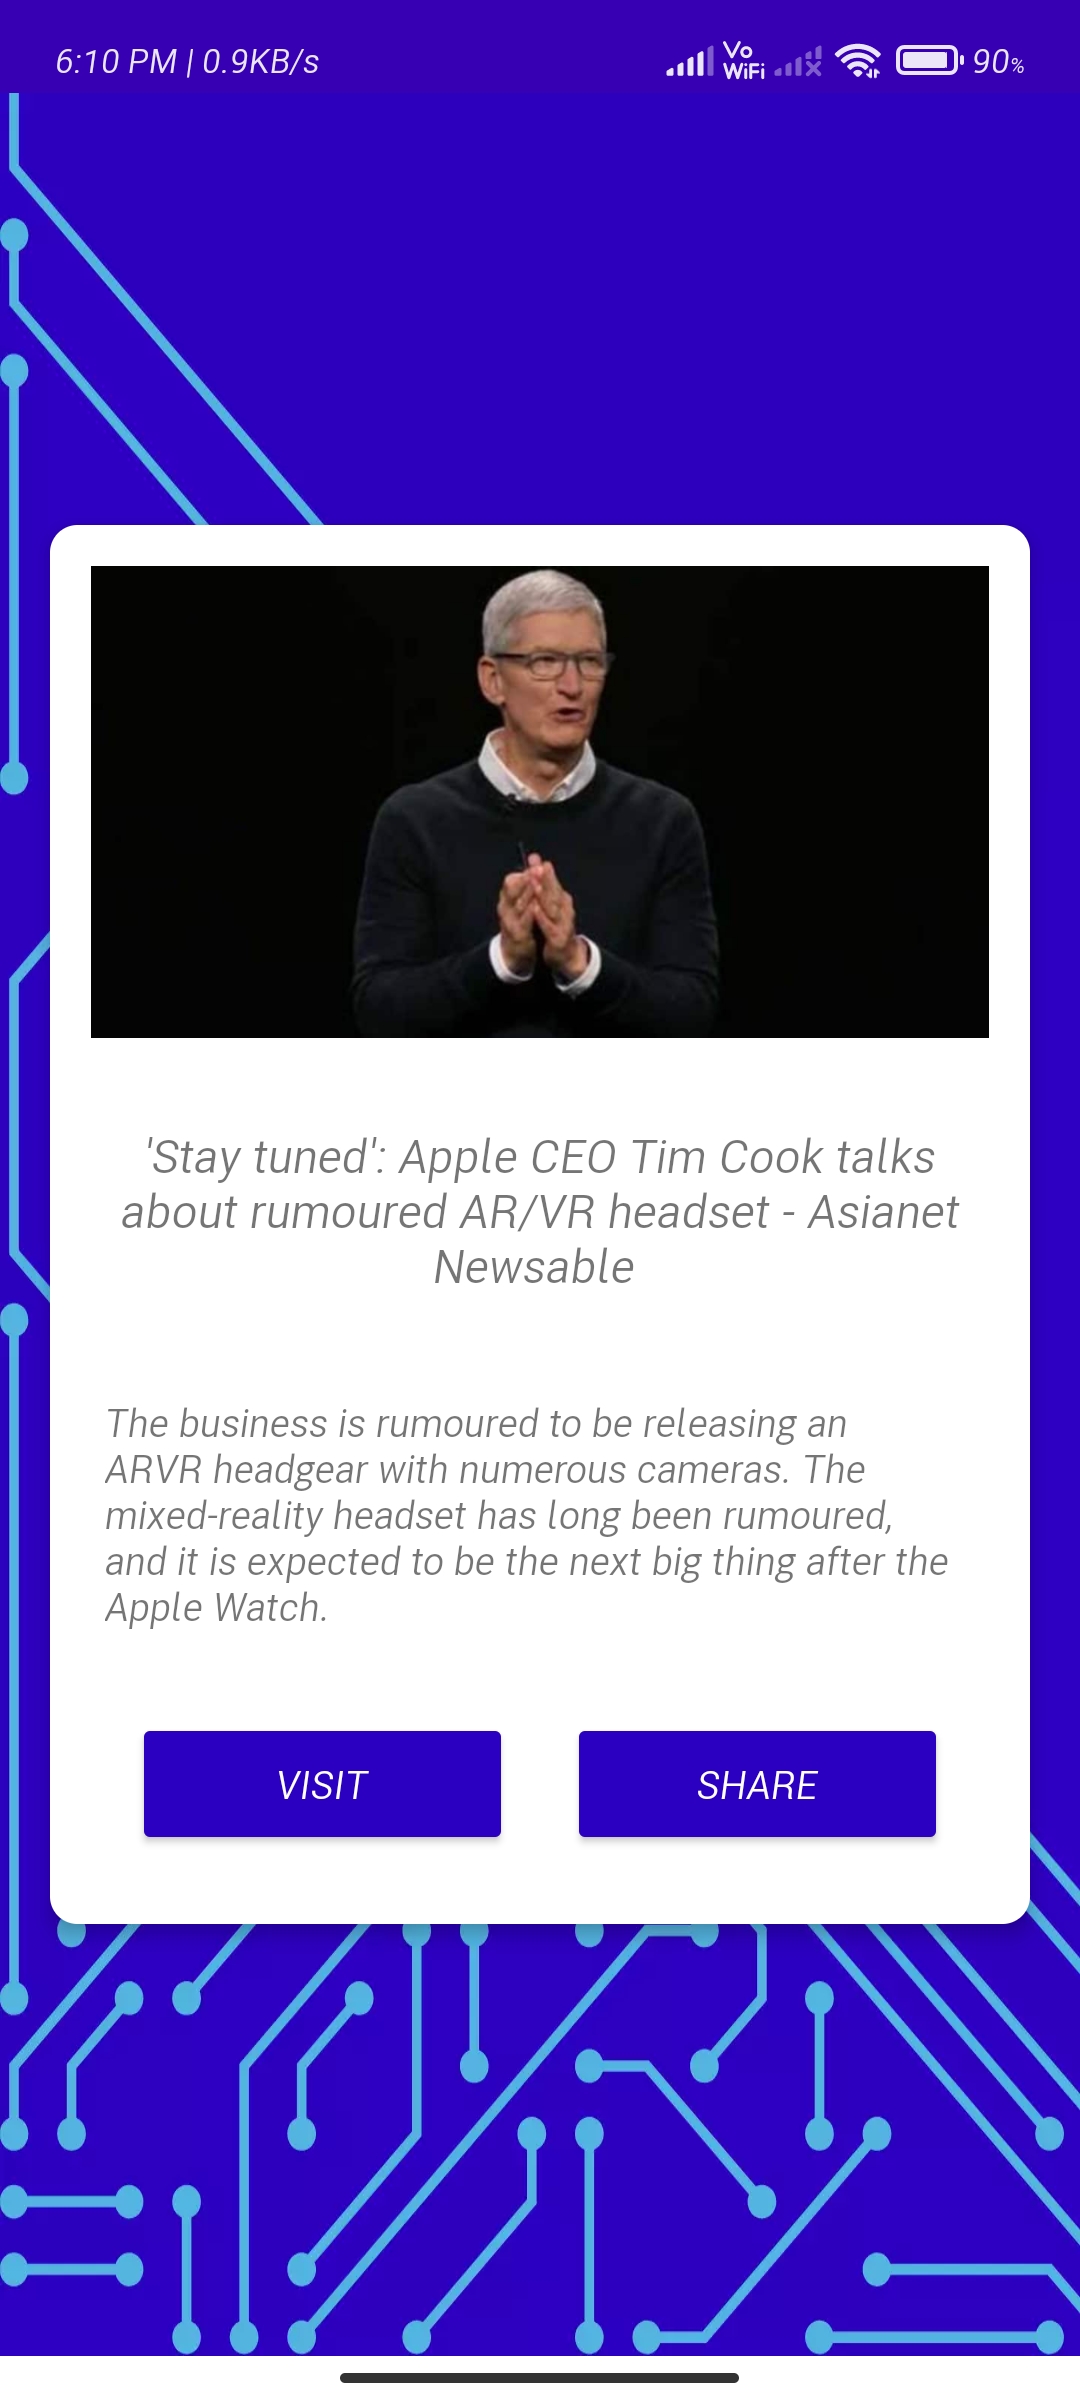 6:10 PM | 0.9KB/s Vo WiFi 90%
'Stay tuned': Apple CEO Tim Cook talks
about rumoured AR/VR headset - Asianet
Newsable
The business is rumoured to be releasing an
ARVR headgear with numerous cameras. The
mixed-reality headset has long been rumoured,
and it is expected to be the next big thing after the
Apple Watch.
VISIT SHARE